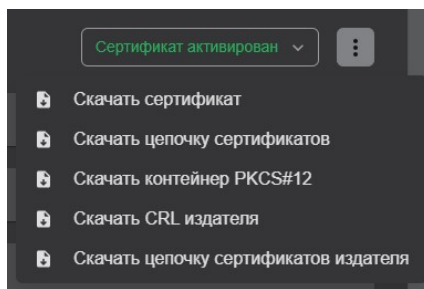 Сертификат активирован
Скачать сертификат
Скачать цепочку сертификатов
Скачать контейнер PKCS#12
Скачать CRL издателя
Скачать цепочку сертификатов издателя